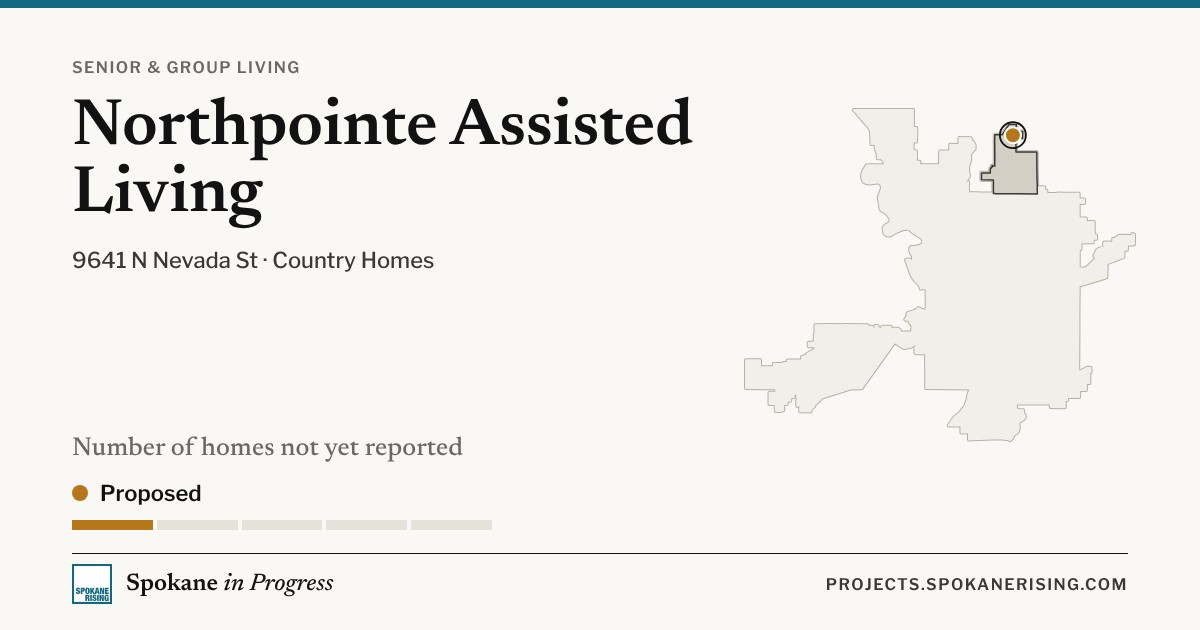 SENIOR & GROUP LIVING
Northpointe Assisted
Living
9641 N Nevada St · Country Homes
Number of homes not yet reported
Proposed
SPOKANE
RISING
Spokane in Progress
PROJECTS.SPOKANERISING.COM